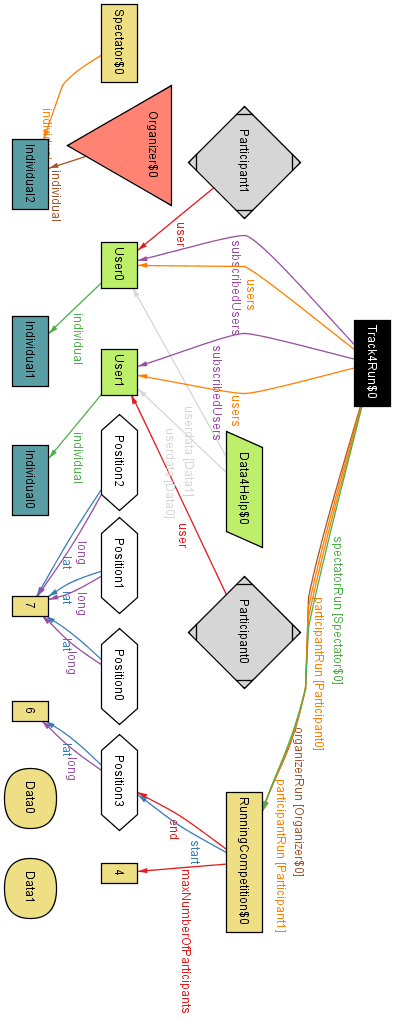 Track4Run$0
spectatorRun [Spectator$0]
participantRun [Participant0]
organizerRun [Organizer$0]
participantRun [Participant1]
users
users
subscribedUsers
subscribedUsers
Participant1
Data4Help$0
Participant0
RunningCompetition$0
user
userdata [Data1]
userdata [Data0]
user
start
end
maxNumberOfParticipants
Spectator$0
Organizer$0
User0
User1
Position2
Position1
Position0
Position3
4
individual
individual
individual
individual
long
lat
long
lat
long
lat
long
lat
Individual2
Individual1
Individual0
7
6
Data0
Data1